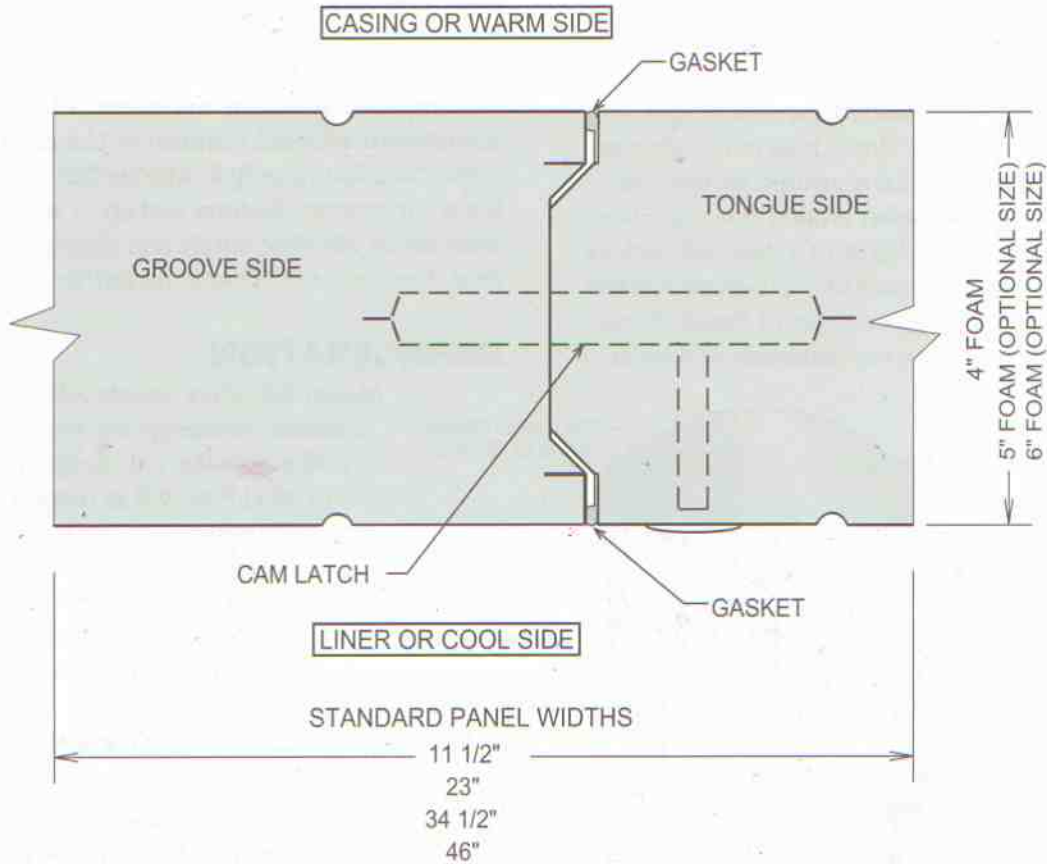 CASING OR WARM SIDE
GASKET
GROOVE SIDE
TONGUE SIDE
4" FOAM
5" FOAM (OPTIONAL SIZE)
6" FOAM (OPTIONAL SIZE)
CAM LATCH
GASKET
LINER OR COOL SIDE
STANDARD PANEL WIDTHS
11 1/2"
23"
34 1/2"
46"